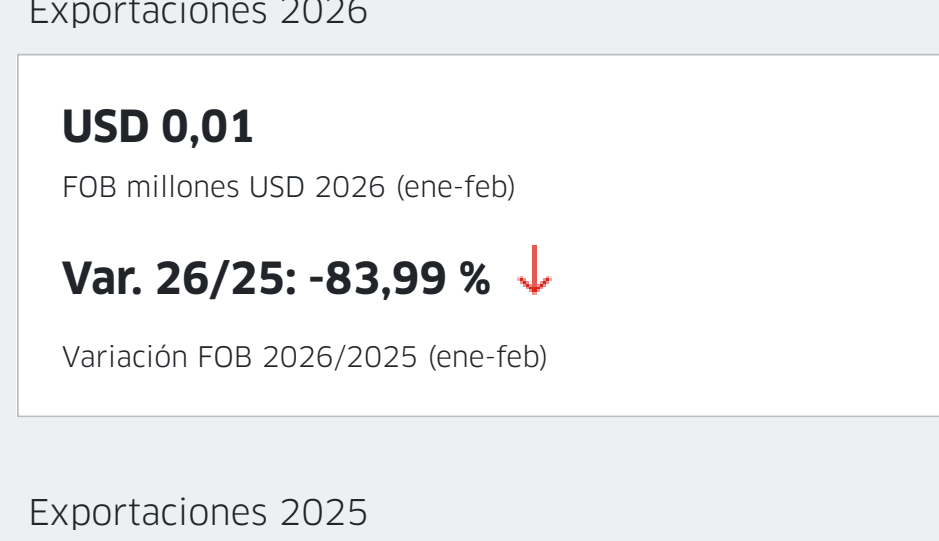 Exportaciones 2026
USD 0,01
FOB millones USD 2026 (ene-feb)
Var. 26/25: -83,99 %
Variación FOB 2026/2025 (ene-feb)
Exportaciones 2025